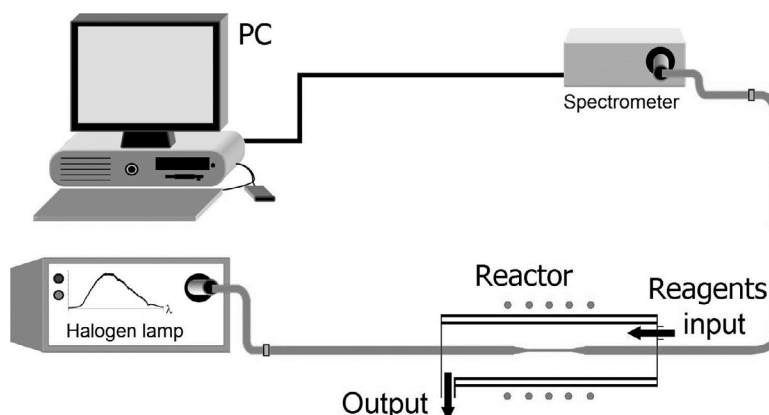 PC
Spectrometer
λ
Halogen lamp
Reactor
Reagents
input
Output